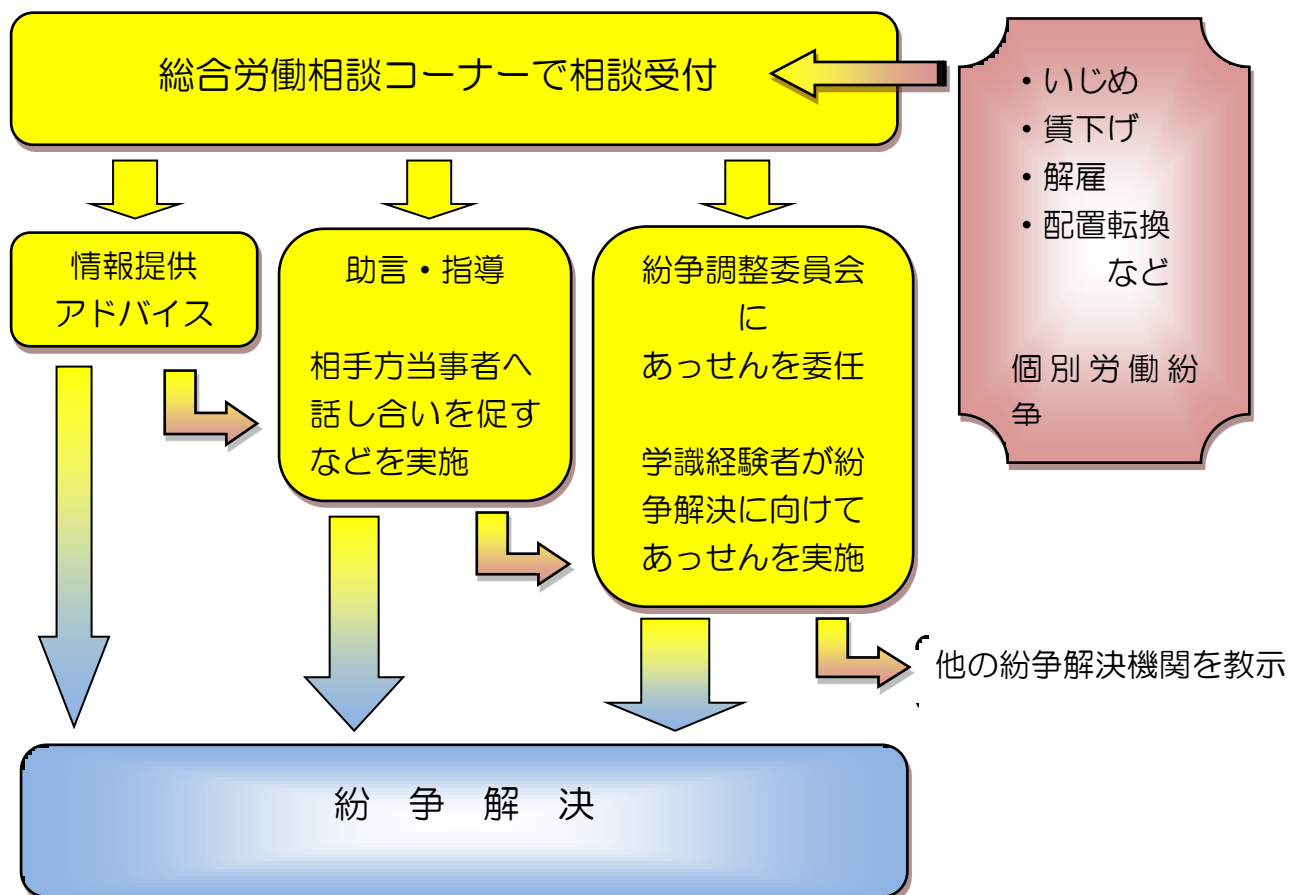 総合労働相談コーナーで相談受付
・いじめ
・賃下げ
・解雇
・配置転換
など
個別労働紛
争
情報提供
アドバイス
助言・指導
相手方当事者へ
話し合いを促す
などを実施
紛争調整委員会
に
あっせんを委任
学識経験者が紛
争解決に向けて
あっせんを実施
他の紛争解決機関を教示
紛争解決